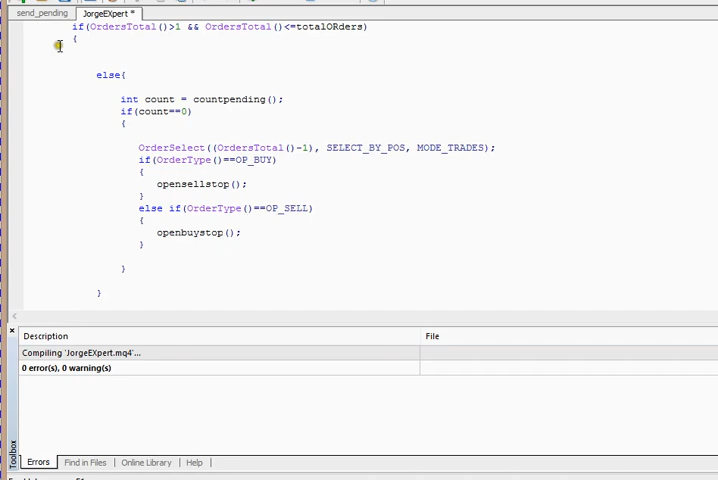 send_pending JorgeEXpert *
if(OrdersTotal()>1 && OrdersTotal()<=totalORders)
{
else{
int count = countpending();
if(count==0)
{
OrderSelect((OrdersTotal()-1), SELECT_BY_POS, MODE_TRADES);
if(OrderType()==OP_BUY)
{
opensellstop();
}
else if(OrderType()==OP_SELL)
{
openbuystop();
}
}
}
Description File
Compiling 'JorgeEXpert.mq4'...
0 error(s), 0 warning(s)
Toolbox
Errors Find in Files Online Library Help